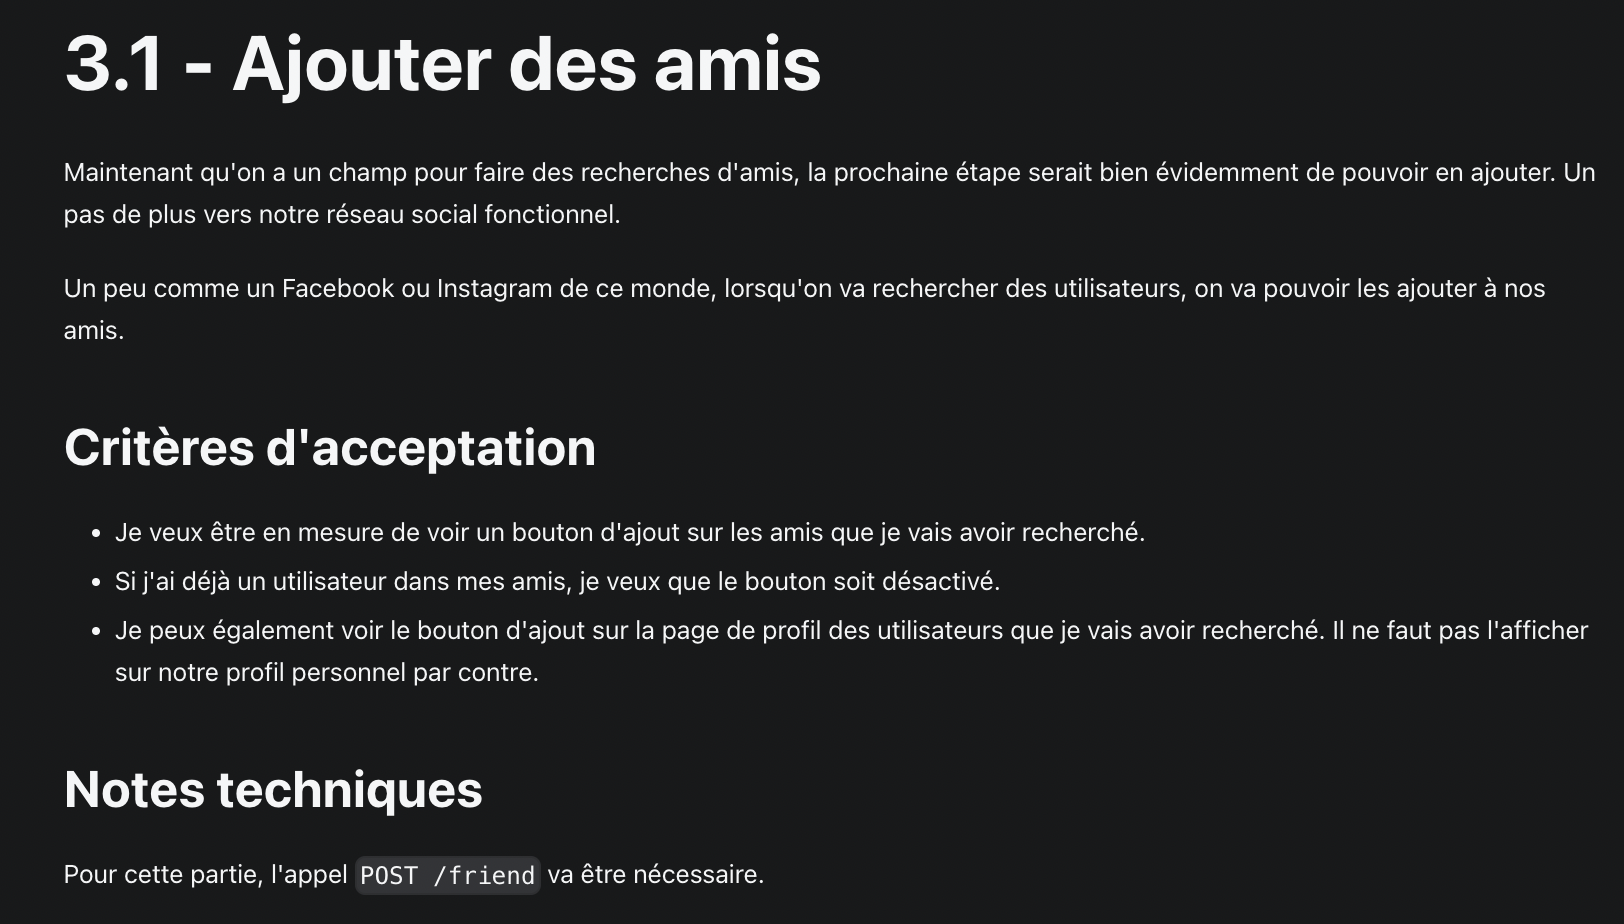 3.1 - Ajouter des amis
Maintenant qu'on a un champ pour faire des recherches d'amis, la prochaine étape serait bien évidemment de pouvoir en ajouter. Un
pas de plus vers notre réseau social fonctionnel.
Un peu comme un Facebook ou Instagram de ce monde, lorsqu'on va rechercher des utilisateurs, on va pouvoir les ajouter à nos
amis.
Critères d'acceptation
• Je veux être en mesure de voir un bouton d'ajout sur les amis que je vais avoir recherché.
• Si j'ai déjà un utilisateur dans mes amis, je veux que le bouton soit désactivé.
• Je peux également voir le bouton d'ajout sur la page de profil des utilisateurs que je vais avoir recherché. Il ne faut pas l'afficher
sur notre profil personnel par contre.
Notes techniques
Pour cette partie, l'appel POST /friend va être nécessaire.